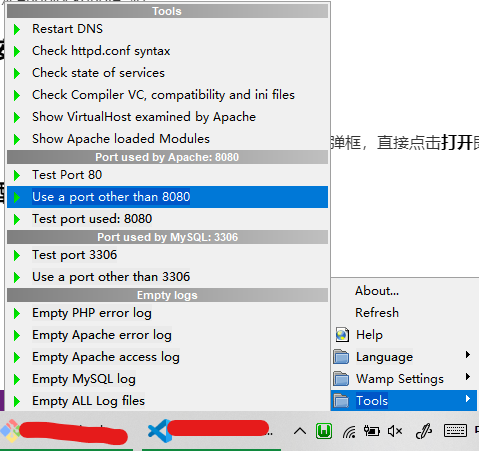 Tools
Restart DNS
Check httpd.conf syntax
Check state of services
Check Compiler VC, compatibility and ini files
Show VirtualHost examined by Apache
Show Apache loaded Modules
弹框，直接点击打开
Port used by Apache: 8080
Test Port 80
Use a port other than 8080
Test port used: 8080
Port used by MySQL: 3306
Test port 3306
Use a port other than 3306
Empty logs
Empty PHP error log
Empty Apache error log
Empty Apache access log
Empty MySQL log
Empty ALL Log files
About...
Refresh
Help
Language
Wamp Settings
Tools
...